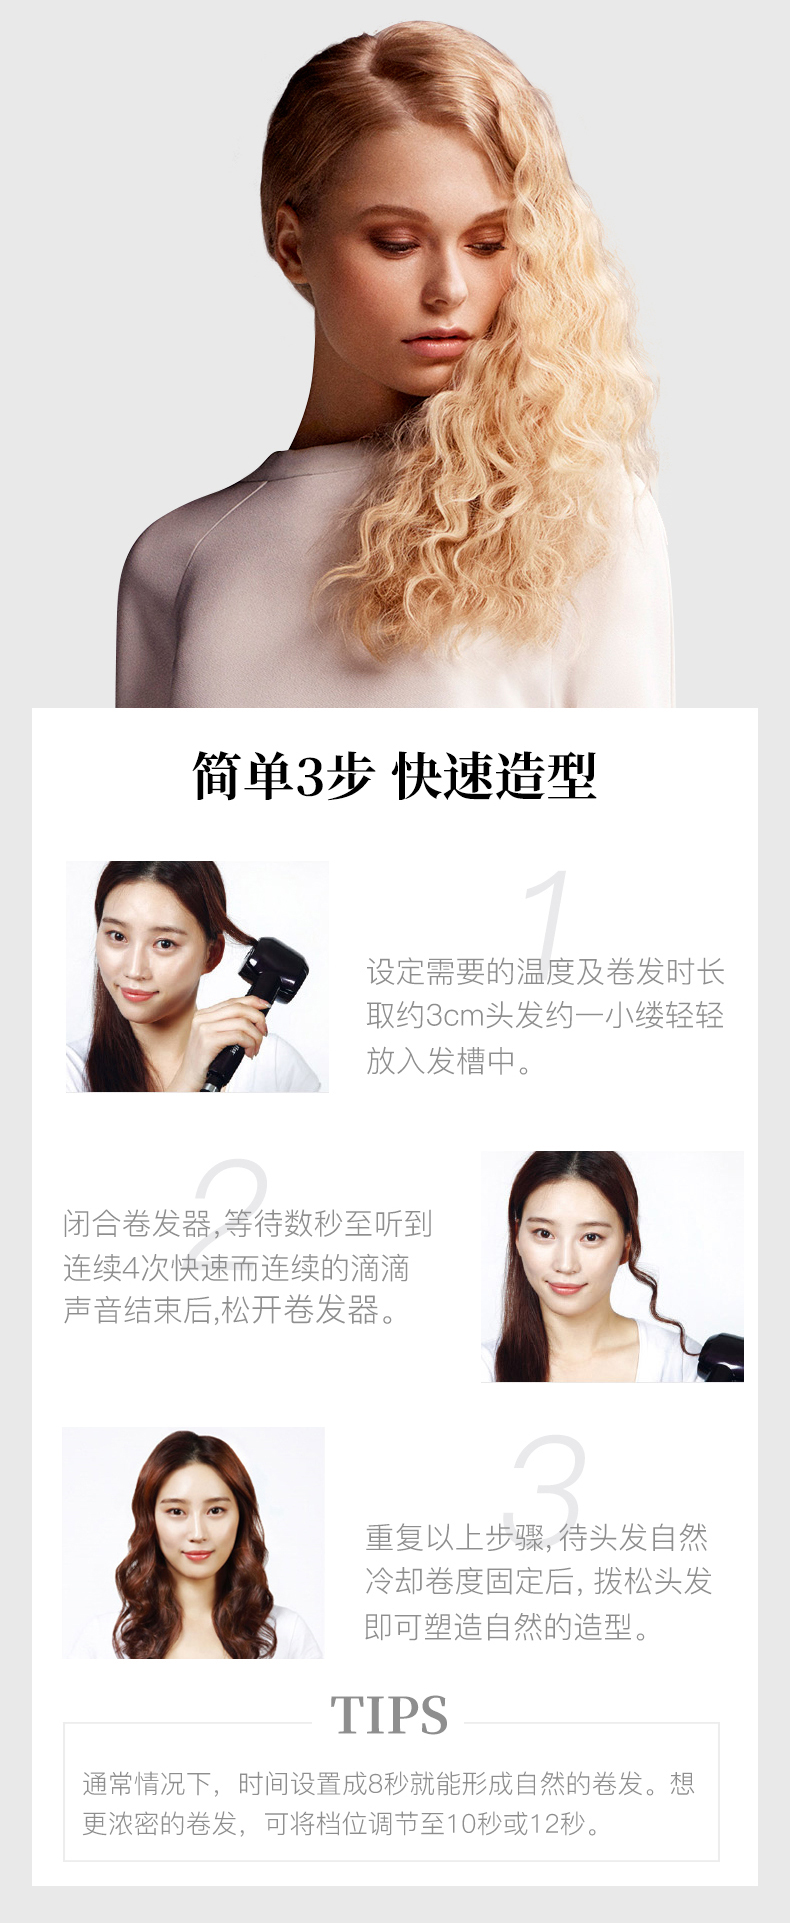 简单3步 快速造型
1
设定需要的温度及卷发时长
取约3cm头发约一小缕轻轻
放入发槽中。
2
闭合卷发器,等待数秒至听到
连续4次快速而连续的滴滴
声音结束后,松开卷发器。
3
重复以上步骤,待头发自然
冷却卷度固定后, 拨松头发
即可塑造自然的造型。
TIPS
通常情况下，时间设置成8秒就能形成自然的卷发。想
更浓密的卷发，可将档位调节至10秒或12秒。